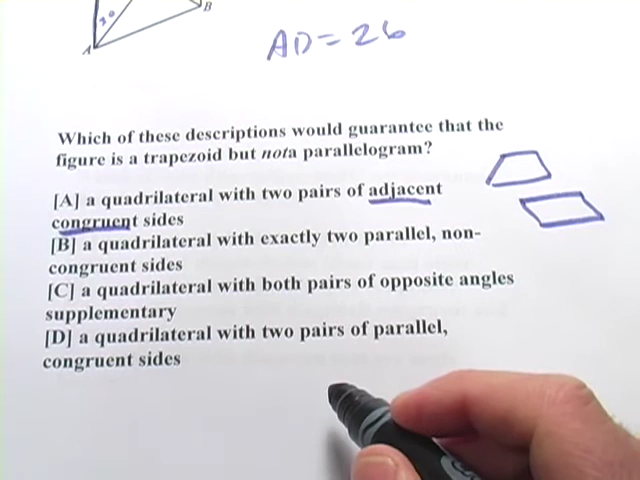 30
B
A
AD=26
Which of these descriptions would guarantee that the
figure is a trapezoid but nota parallelogram?
[A] a quadrilateral with two pairs of adjacent
congruent sides
[B] a quadrilateral with exactly two parallel, non-
congruent sides
[C] a quadrilateral with both pairs of opposite angles
supplementary
[D] a quadrilateral with two pairs of parallel,
congruent sides